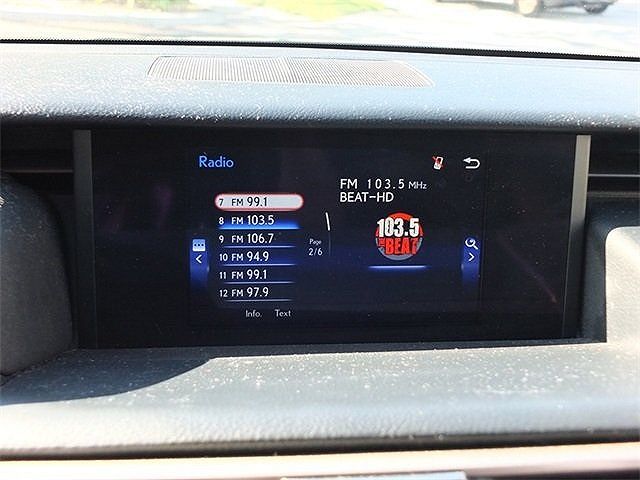 Radio
FM 103.5 MHz
BEAT-HD
7 FM 99.1
8 FM 103.5
9 FM 106.7
10 FM 94.9
11 FM 99.1
12 FM 97.9
Page
2/6
103.5
THE BEAT
Info. Text